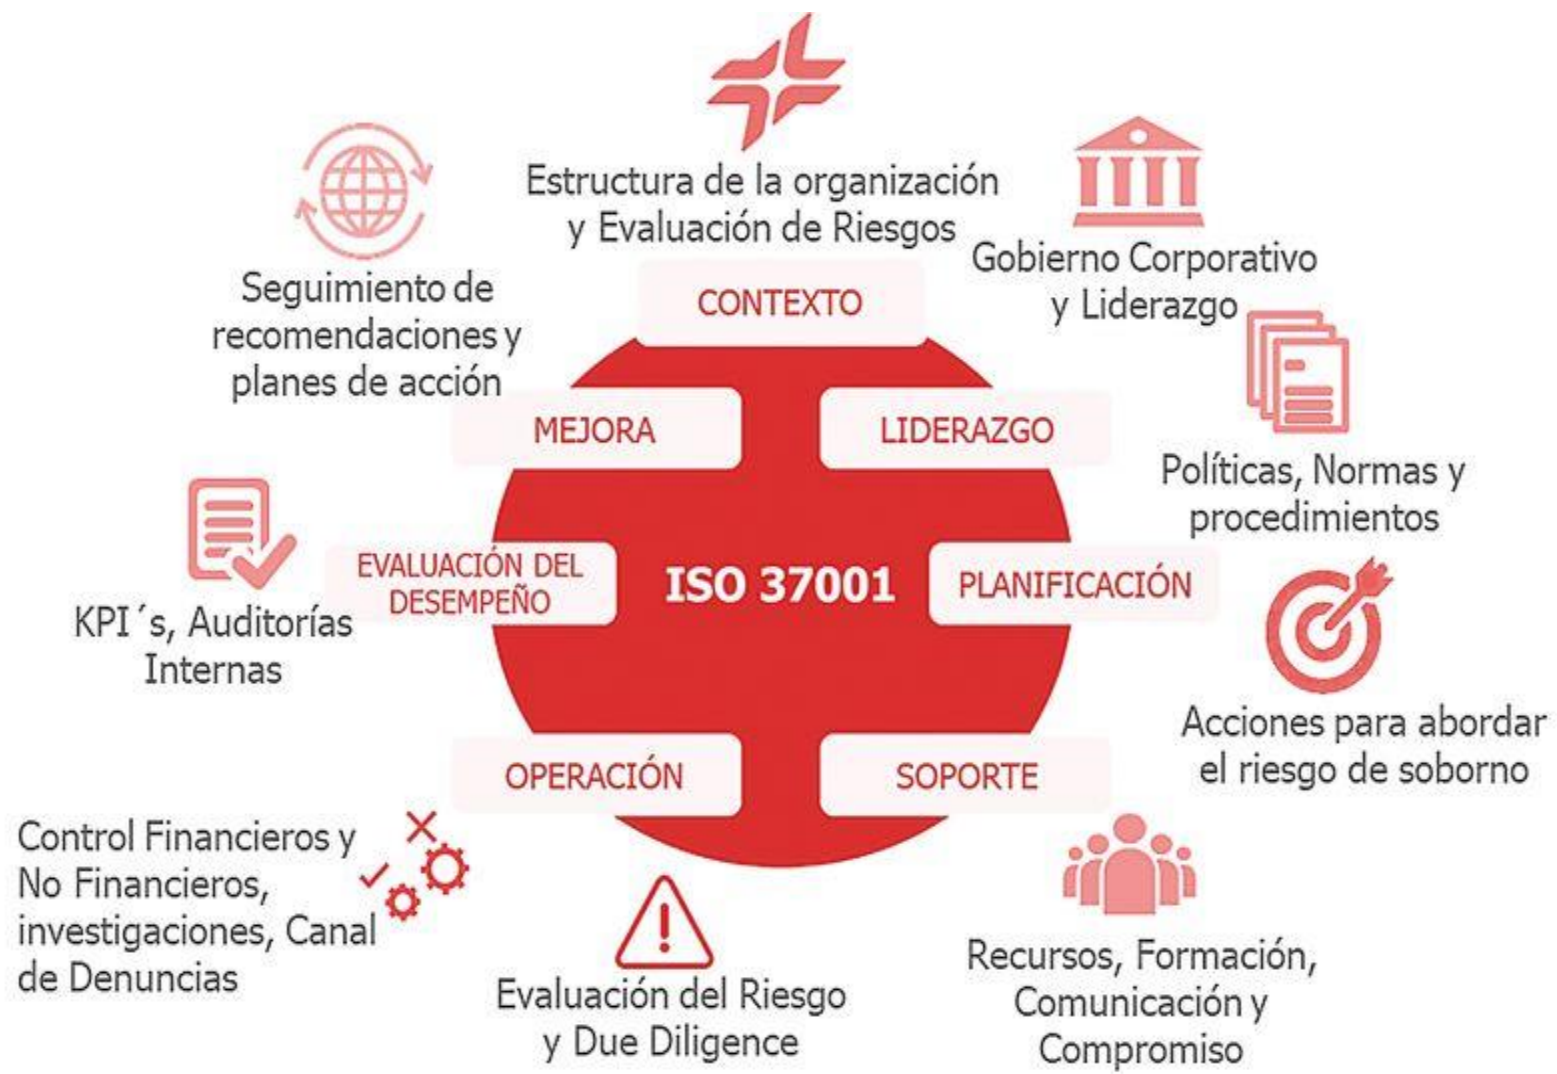 Estructura de la organización
y Evaluación de Riesgos
CONTEXTO
Gobierno Corporativo
y Liderazgo
LIDERAZGO
Políticas, Normas y
procedimientos
PLANIFICACIÓN
Acciones para abordar
el riesgo de soborno
SOPORTE
Recursos, Formación,
Comunicación y
Compromiso
Evaluación del Riesgo
y Due Diligence
OPERACIÓN
Control Financieros y
No Financieros,
investigaciones, Canal
de Denuncias
EVALUACIÓN DEL
DESEMPEÑO
KPI ´s, Auditorías
Internas
MEJORA
Seguimiento de
recomendaciones y
planes de acción
ISO 37001